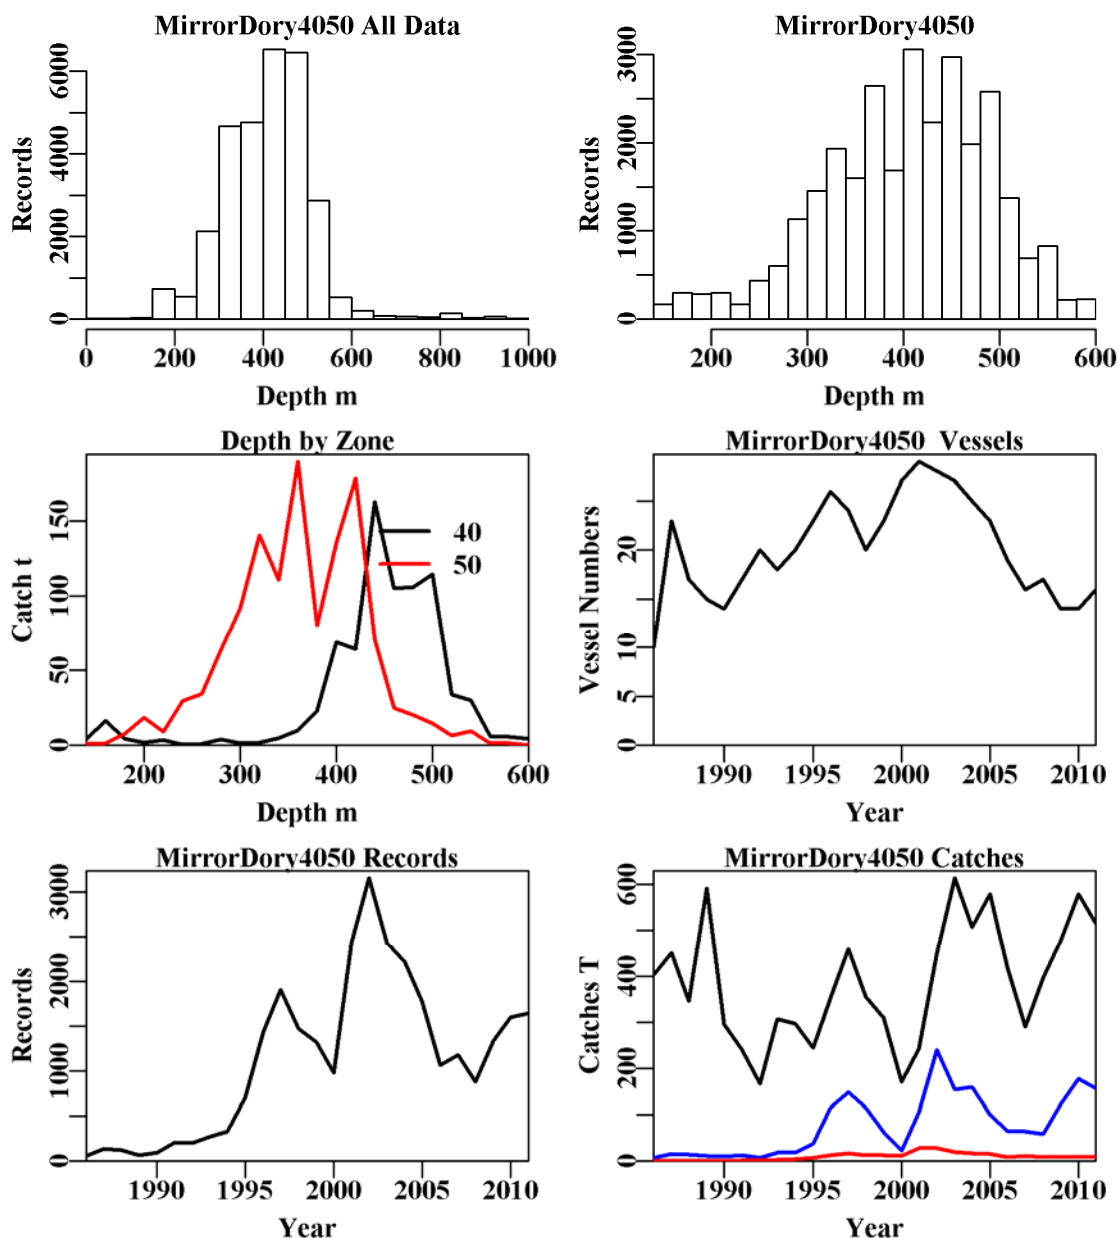 MirrorDory4050 All Data
Records
0 2000 4000 6000
0 200 400 600 800 1000
Depth m
MirrorDory4050
Records
0 1000 2000 3000
200 300 400 500 600
Depth m
Depth by Zone
Catch t
0 50 100 150
40
50
200 300 400 500 600
Depth m
MirrorDory4050 Vessels
Vessel Numbers
0 5 10 20
1990 1995 2000 2005 2010
Year
MirrorDory4050 Records
Records
0 1000 2000 3000
1990 1995 2000 2005 2010
Year
MirrorDory4050 Catches
Catches T
0 200 400 600
1990 1995 2000 2005 2010
Year